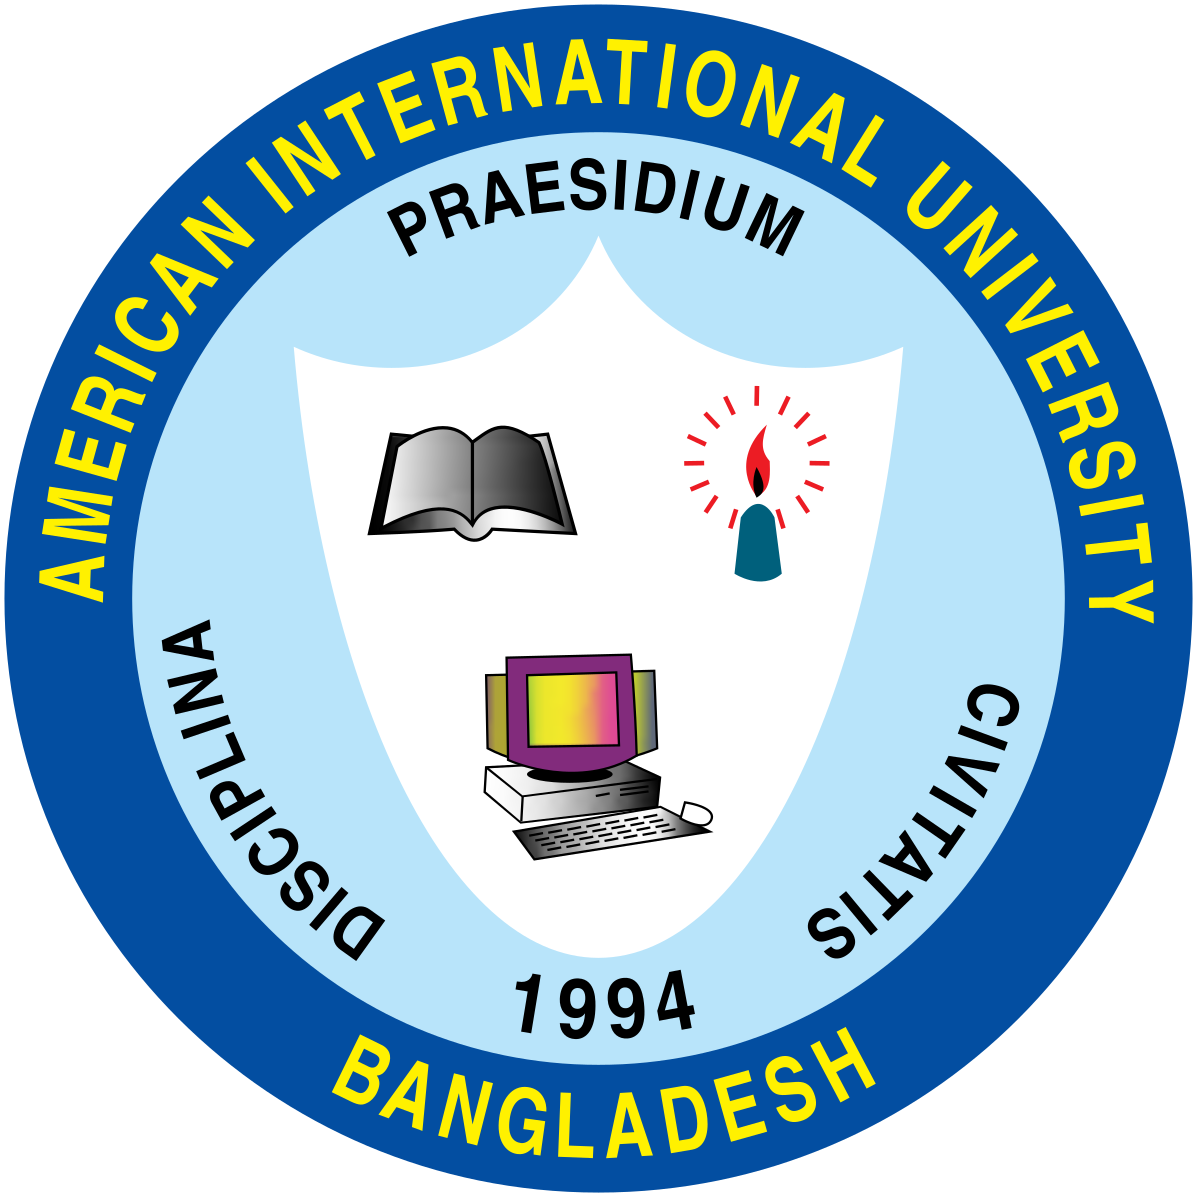 AMERICAN INTERNATIONAL UNIVERSITY
PRAESIDIUM
DISCIPLINA
CIVITATIS
1994
BANGLADESH